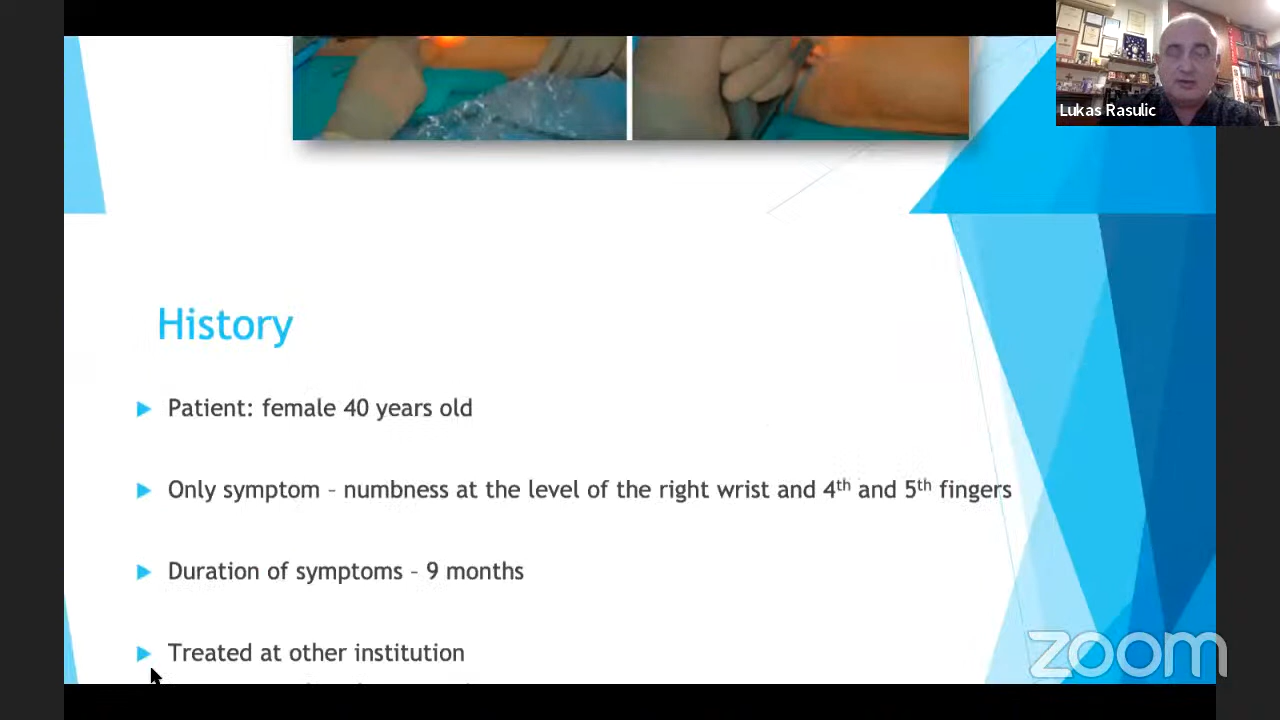 Lukas Rasulic
History
Patient: female 40 years old
Only symptom – numbness at the level of the right wrist and 4th and 5th fingers
Duration of symptoms – 9 months
Treated at other institution
zoom